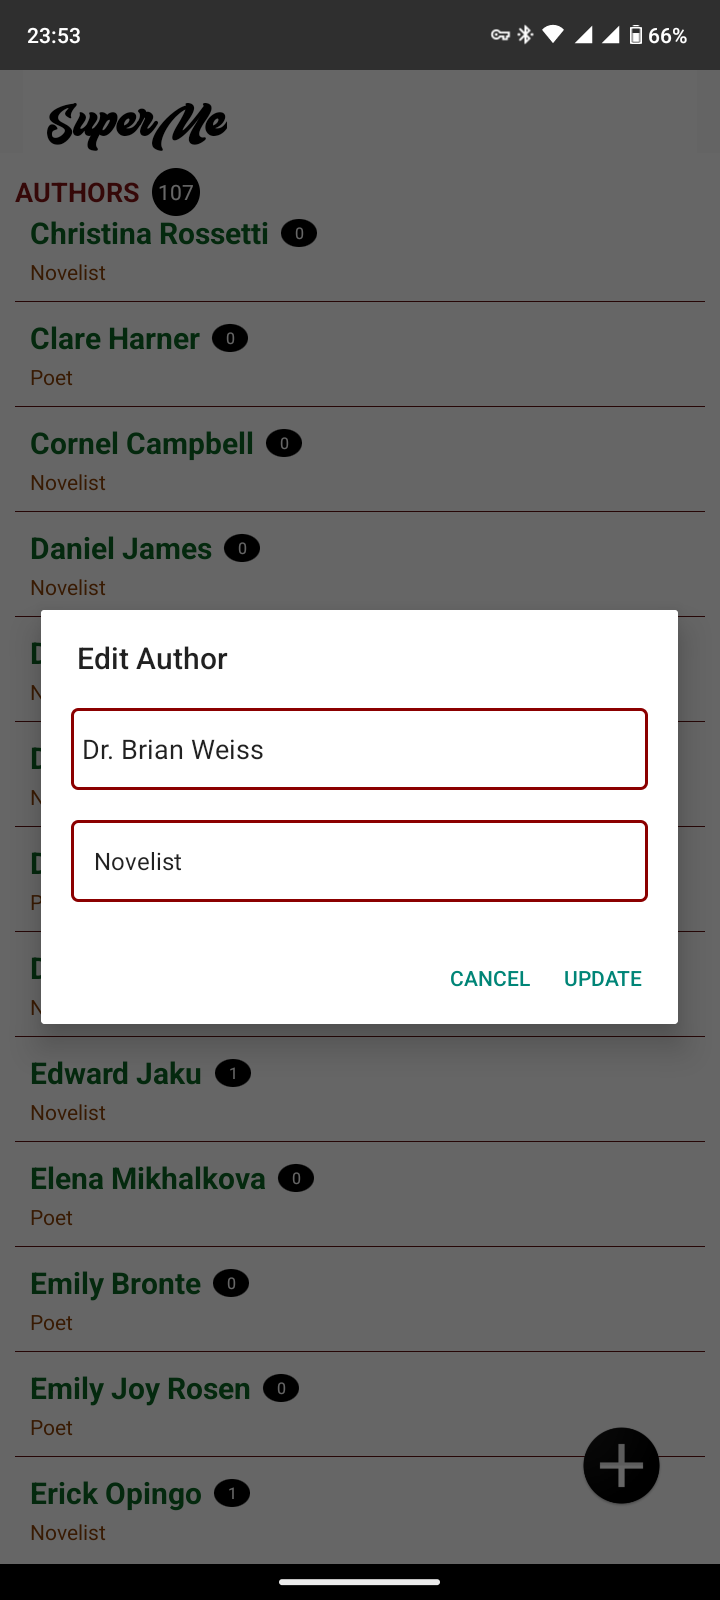 23:53
66%
SuperMe
AUTHORS 107
Christina Rossetti 0
Novelist
Clare Harner 0
Poet
Cornel Campbell 0
Novelist
Daniel James 0
Novelist
Edit Author
Dr. Brian Weiss
Novelist
CANCEL UPDATE
Edward Jaku 1
Novelist
Elena Mikhalkova 0
Poet
Emily Bronte 0
Poet
Emily Joy Rosen 0
Poet
Erick Opingo 1
Novelist